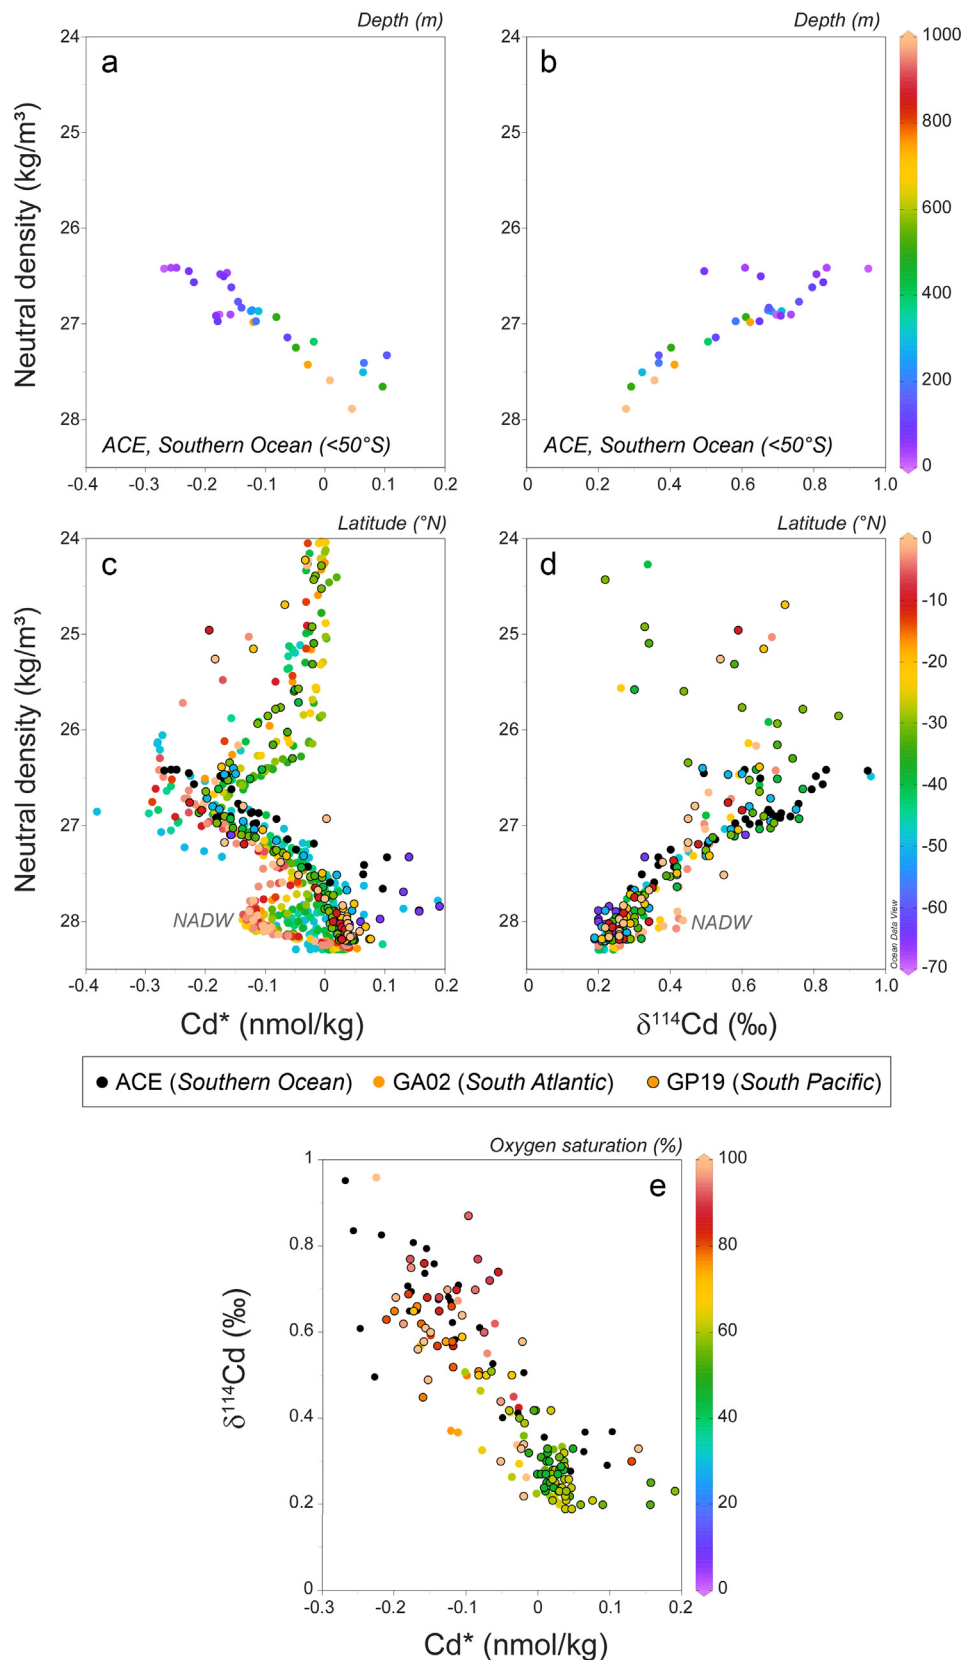 Depth (m)
Depth (m)
a
b
24
25
26
27
28
Neutral density (kg/m³)
ACE, Southern Ocean (<50°S)
ACE, Southern Ocean (<50°S)
-0.4 -0.3 -0.2 -0.1 0 0.1 0.2
0 0.2 0.4 0.6 0.8 1.0
1000
800
600
400
200
0
Latitude (°N)
Latitude (°N)
c
d
24
25
26
27
28
24
25
26
27
28
Neutral density (kg/m³)
NADW
NADW
Ocean Data View
0
-10
-20
-30
-40
-50
-60
-70
-0.4 -0.3 -0.2 -0.1 0 0.1 0.2
0 0.2 0.4 0.6 0.8 1.0
Cd* (nmol/kg)
δ¹¹⁴Cd (‰)
ACE (Southern Ocean) GA02 (South Atlantic) GP19 (South Pacific)
Oxygen saturation (%)
e
1
0.8
0.6
0.4
0.2
0
δ¹¹⁴Cd (‰)
100
80
60
40
20
0
-0.3 -0.2 -0.1 0 0.1 0.2
Cd* (nmol/kg)